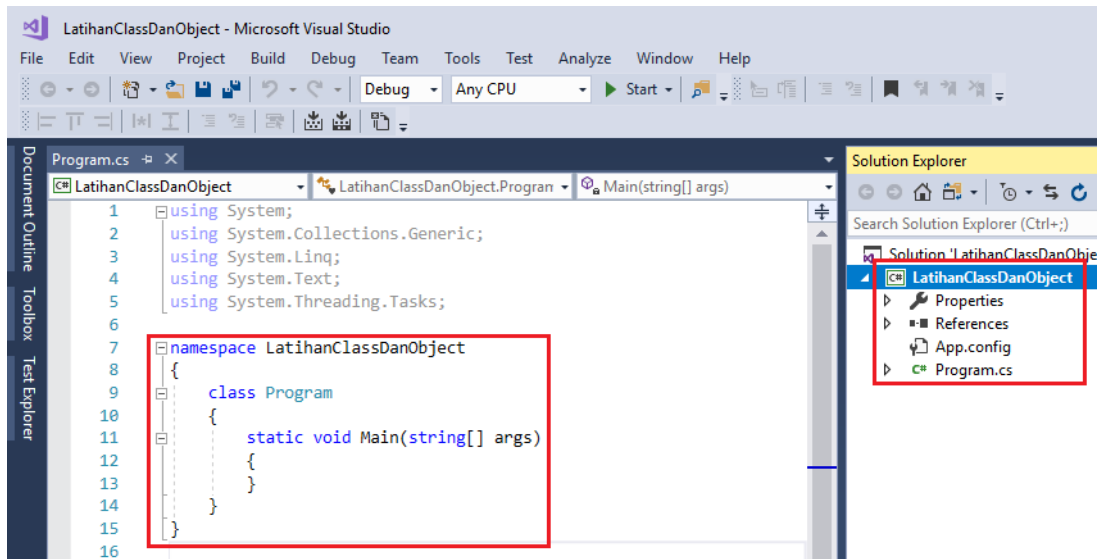 LatihanClassDanObject - Microsoft Visual Studio
File Edit View Project Build Debug Team Tools Test Analyze Window Help
Debug Any CPU Start
Document Outline
Toolbox
Test Explorer
Program.cs
C# LatihanClassDanObject LatihanClassDanObject.Program Main(string[] args)
1 using System;
2 using System.Collections.Generic;
3 using System.Linq;
4 using System.Text;
5 using System.Threading.Tasks;
6
7 namespace LatihanClassDanObject
8 {
9 class Program
10 {
11 static void Main(string[] args)
12 {
13 }
14 }
15 }
16
Solution Explorer
Search Solution Explorer (Ctrl+;)
Solution 'LatihanClassDanObje
C# LatihanClassDanObject
Properties
References
App.config
C# Program.cs